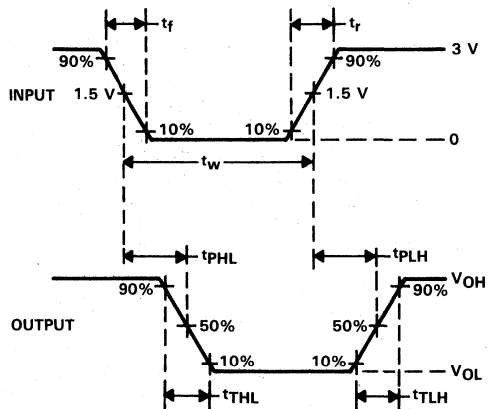 tf
tr
3 V
90%
90%
INPUT
1.5 V
1.5 V
10%
10%
0
tw
tPHL
tPLH
VOH
90%
90%
OUTPUT
50%
50%
10%
10%
VOL
tTHL
tTLH